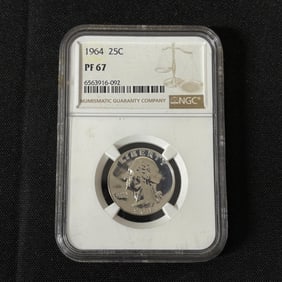 1964 25C
PF 67
6563916-092
NUMISMATIC GUARANTY COMPANY
NGC
LIBERTY